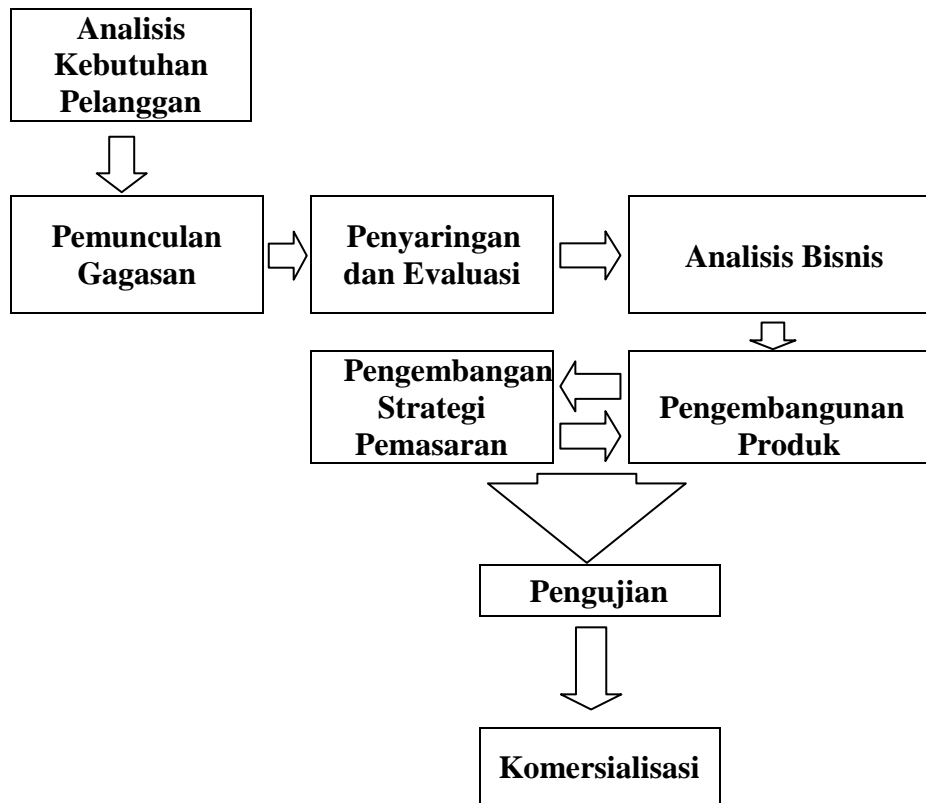 Analisis
Kebutuhan
Pelanggan
Pemunculan
Gagasan
Penyaringan
dan Evaluasi
Analisis Bisnis
Pengembangan
Strategi
Pemasaran
Pengembangunan
Produk
Pengujian
Komersialisasi